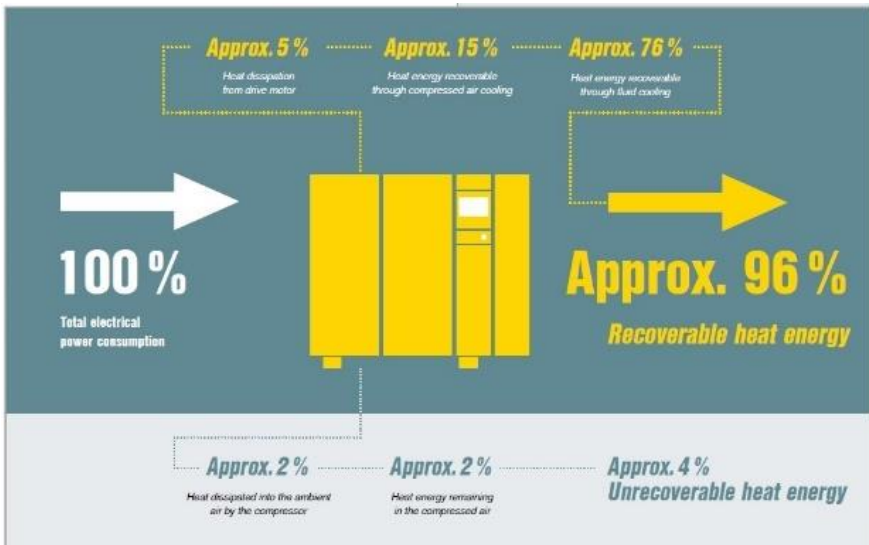 Approx. 5 %
Approx. 15 %
Approx. 76 %
Heat dissipation
from drive motor
Heat energy recoverable
through compressed air cooling
Heat energy recoverable
through fluid cooling
100 %
Total electrical
power consumption
Approx. 96 %
Recoverable heat energy
Approx. 2 %
Approx. 2 %
Approx. 4 %
Unrecoverable heat energy
Heat dissipated into the ambient
air by the compressor
Heat energy remaining
in the compressed air